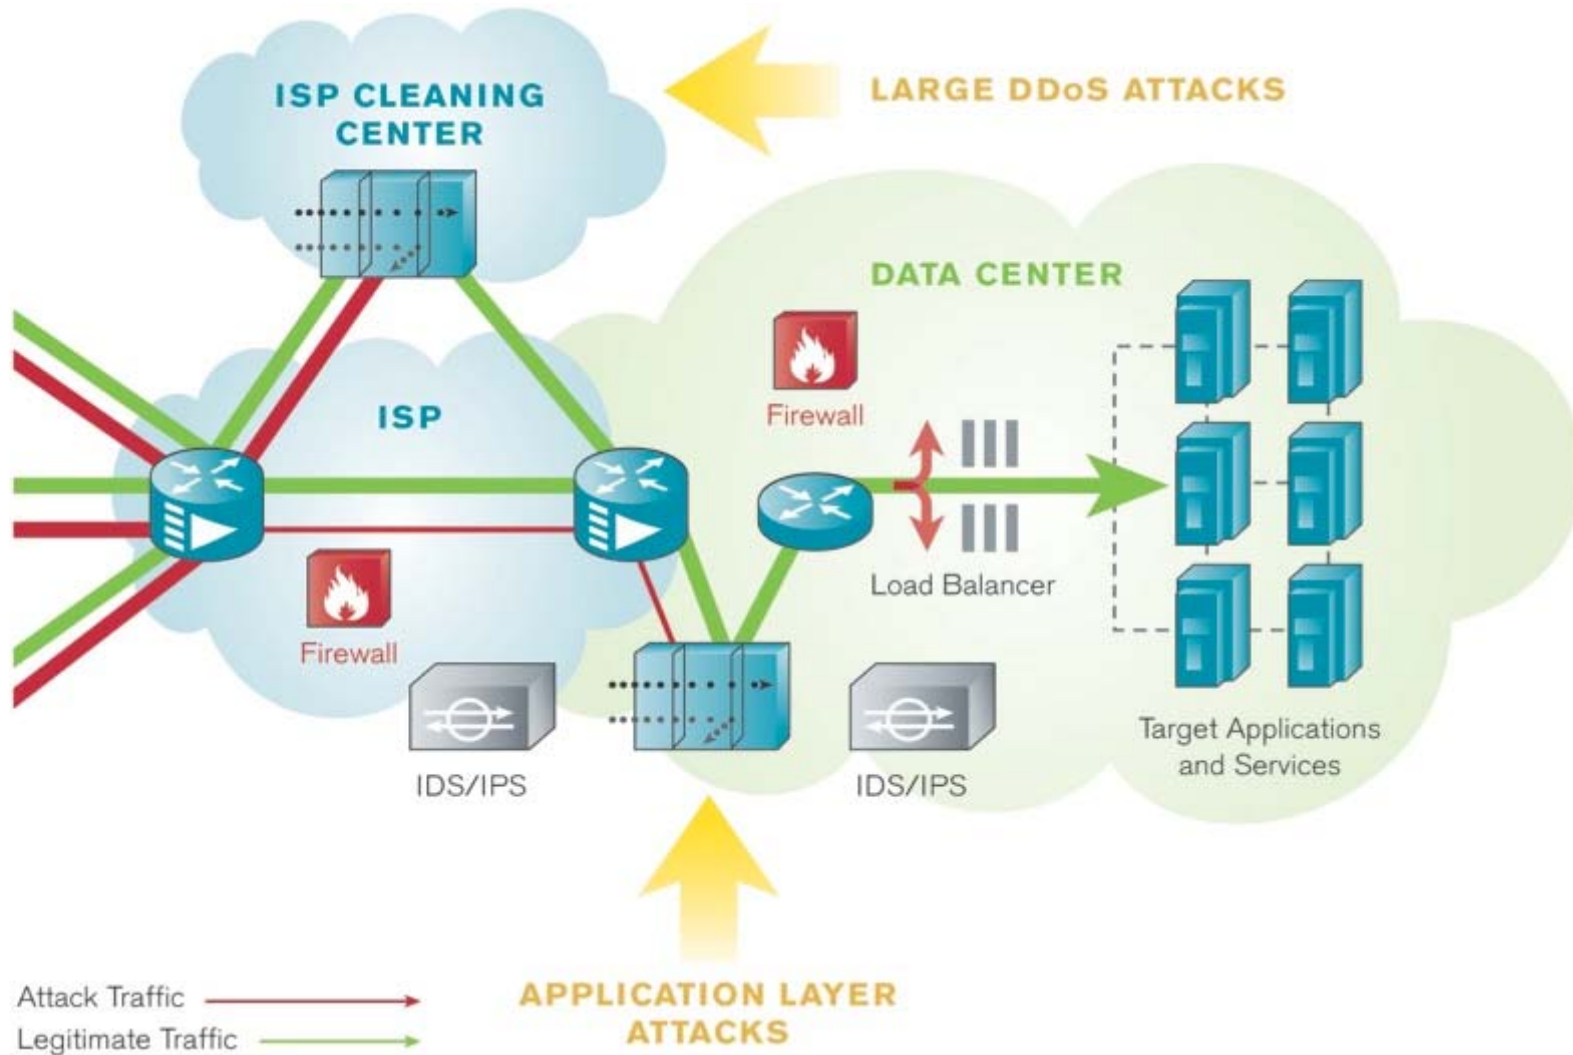 ISP CLEANING
CENTER
LARGE DDoS ATTACKS
DATA CENTER
ISP
Firewall
Firewall
Load Balancer
IDS/IPS
IDS/IPS
Target Applications
and Services
APPLICATION LAYER
ATTACKS
Attack Traffic
Legitimate Traffic